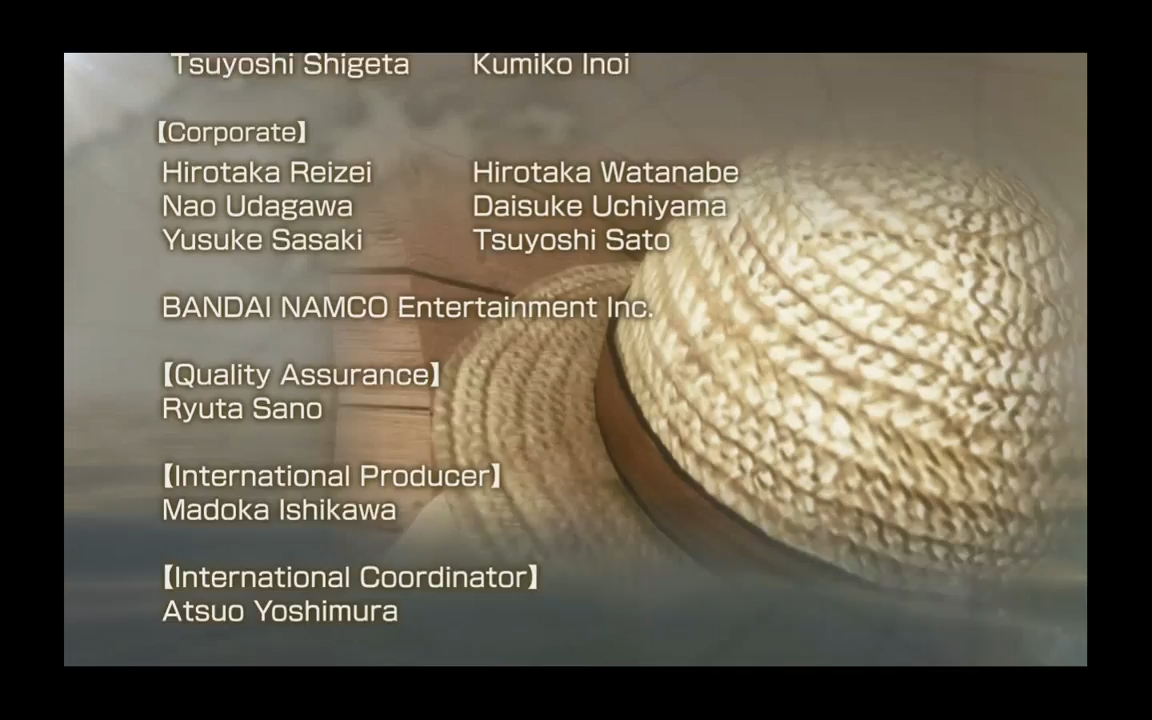 Tsuyoshi Shigeta Kumiko Inoi
【Corporate】
Hirotaka Reizei Hirotaka Watanabe
Nao Udagawa Daisuke Uchiyama
Yusuke Sasaki Tsuyoshi Sato
BANDAI NAMCO Entertainment Inc.
【Quality Assurance】
Ryuta Sano
【International Producer】
Madoka Ishikawa
【International Coordinator】
Atsuo Yoshimura